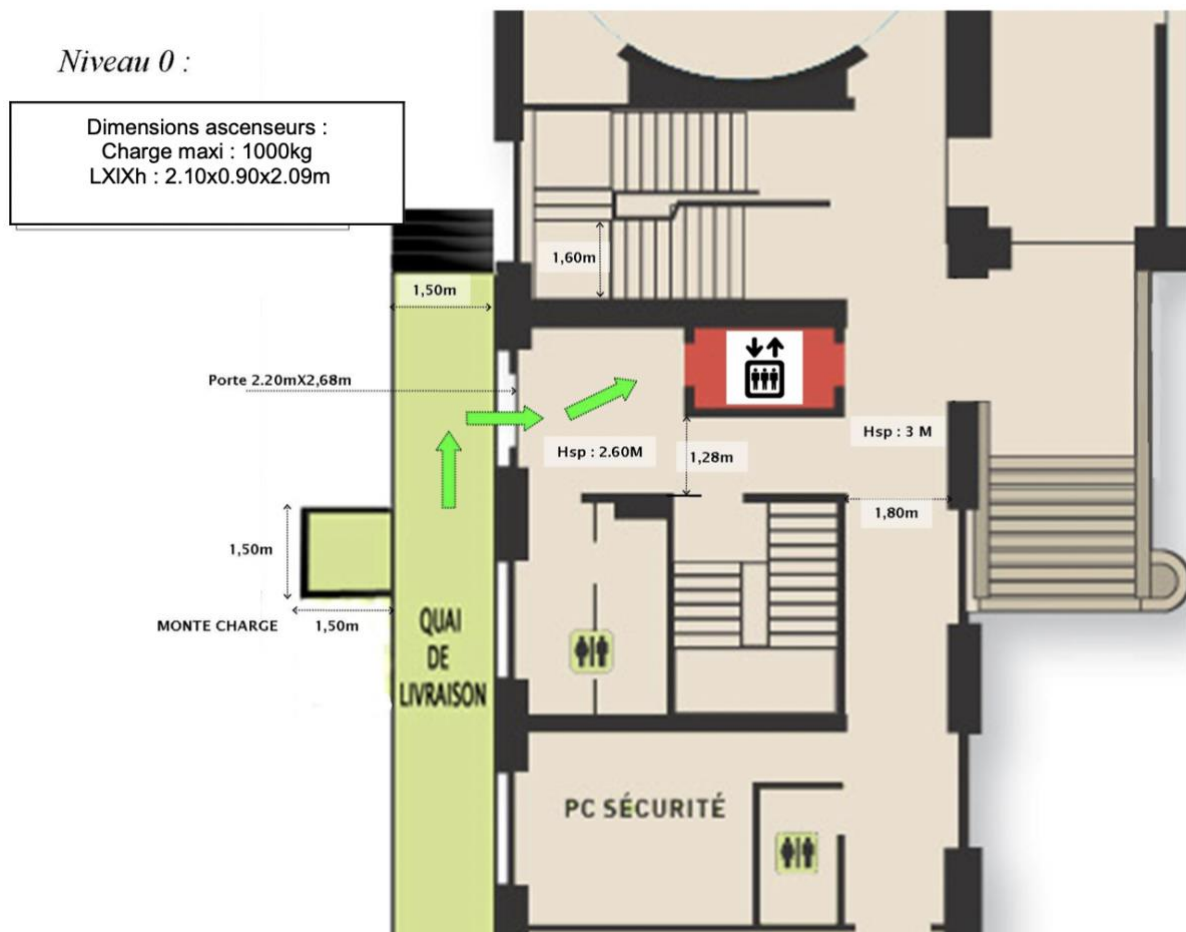 Niveau 0 :
Dimensions ascenseurs :
Charge maxi : 1000kg
LXlXh : 2.10x0.90x2.09m
1,60m
1,50m
Porte 2.20mX2,68m
Hsp : 2.60M
1,28m
Hsp : 3 M
1,80m
1,50m
MONTE CHARGE
1,50m
QUAI
DE
LIVRAISON
PC SÉCURITÉ